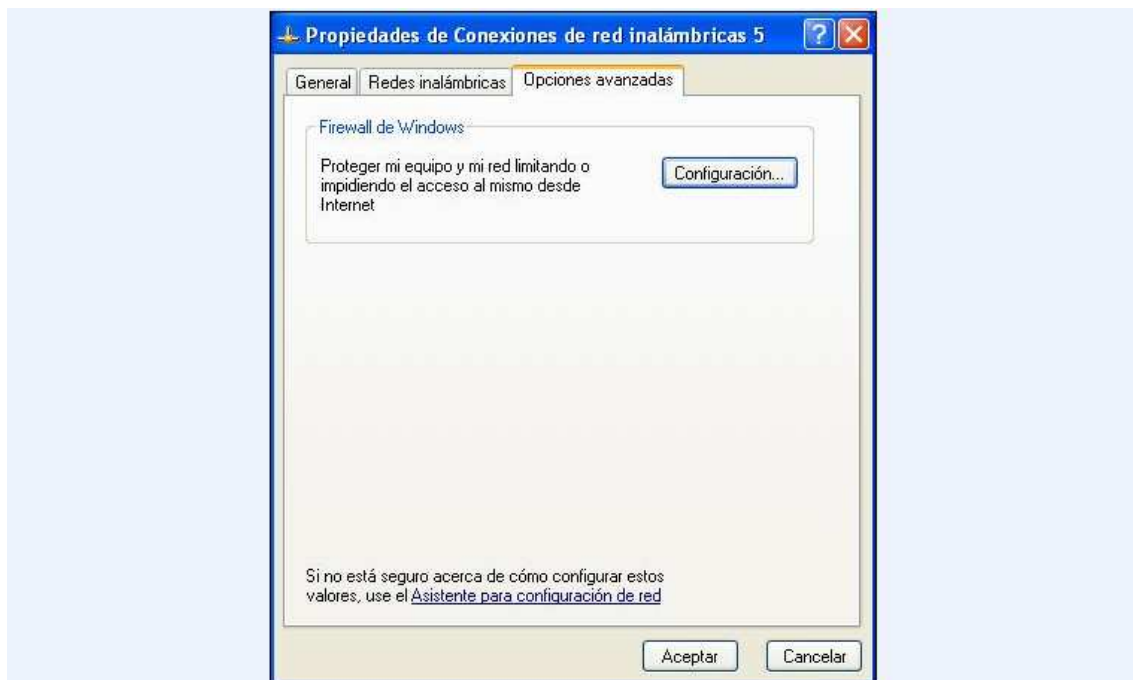 Propiedades de Conexiones de red inalámbricas 5
General
Redes inalámbricas
Opciones avanzadas
Firewall de Windows
Proteger mi equipo y mi red limitando o
impidiendo el acceso al mismo desde
Internet
Configuración...
Si no está seguro acerca de cómo configurar estos
valores, use el Asistente para configuración de red
Aceptar
Cancelar